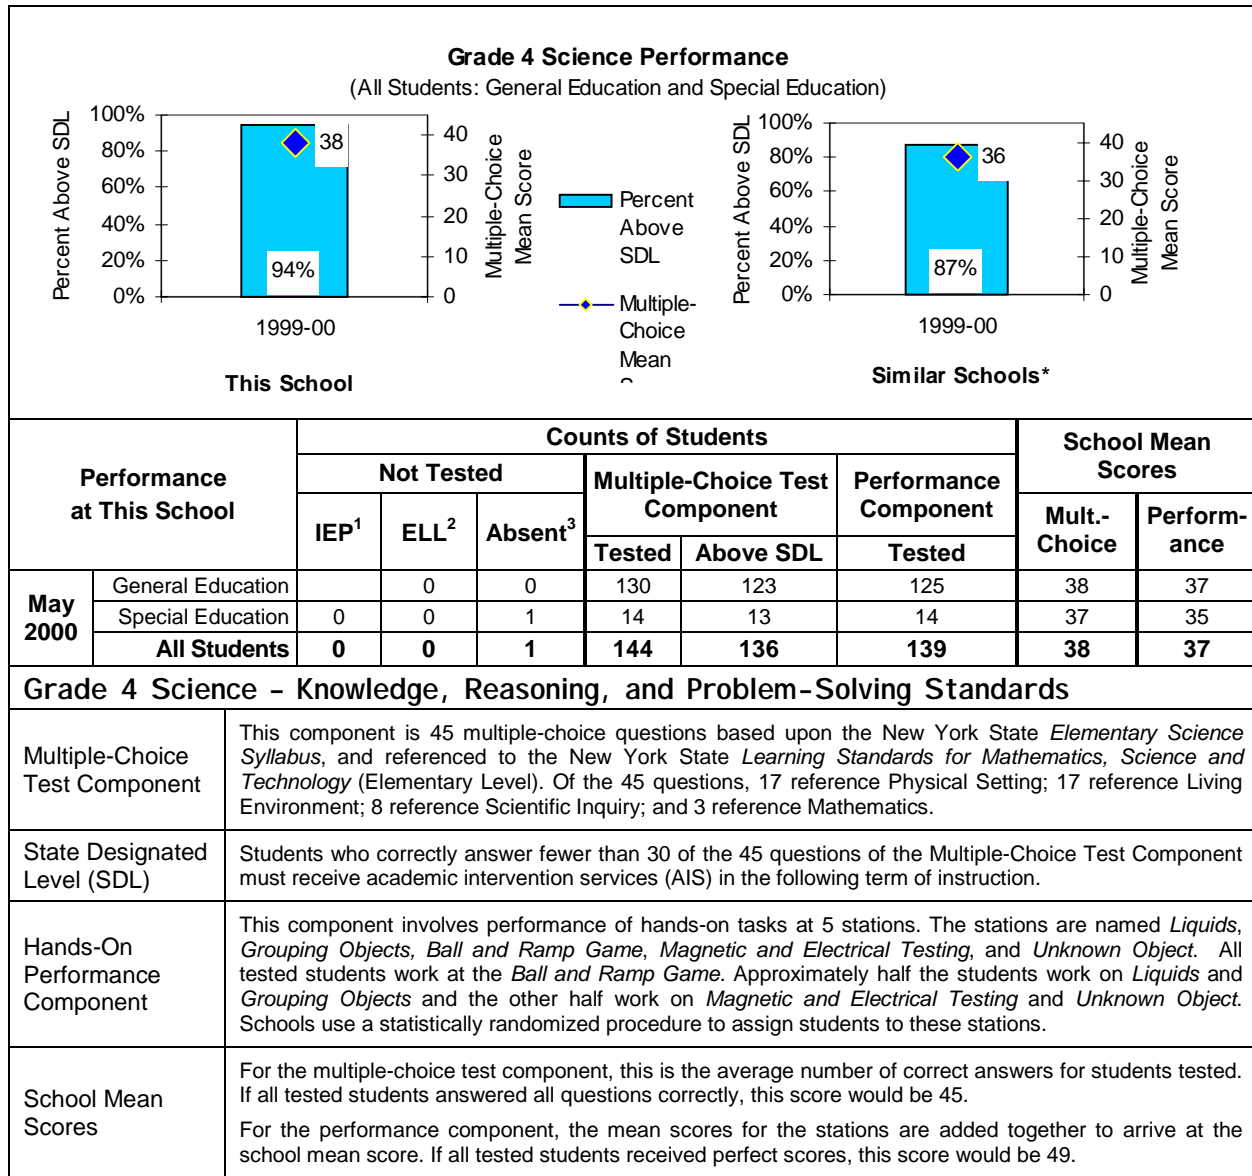 Grade 4 Science Performance
(All Students: General Education and Special Education)
Percent Above SDL
100%
80%
60%
40%
20%
0%
38
94%
40
30
20
10
0
Multiple-Choice
Mean Score
1999-00
This School
Percent
Above
SDL
Multiple-
Choice
Mean
Percent Above SDL
100%
80%
60%
40%
20%
0%
36
87%
40
30
20
10
0
Multiple-Choice
Mean Score
1999-00
Similar Schools*
Performance
at This School
Counts of Students
School Mean
Scores
Not Tested
Multiple-Choice Test
Component
Performance
Component
IEP1 ELL2 Absent3
Tested Above SDL Tested
Mult.-
Choice
Perform-
ance
May
2000
General Education 0 0 130 123 125 38 37
Special Education 0 0 1 14 13 14 37 35
All Students 0 0 1 144 136 139 38 37
Grade 4 Science – Knowledge, Reasoning, and Problem-Solving Standards
Multiple-Choice
Test Component
This component is 45 multiple-choice questions based upon the New York State Elementary Science
Syllabus, and referenced to the New York State Learning Standards for Mathematics, Science and
Technology (Elementary Level). Of the 45 questions, 17 reference Physical Setting; 17 reference Living
Environment; 8 reference Scientific Inquiry; and 3 reference Mathematics.
State Designated
Level (SDL)
Students who correctly answer fewer than 30 of the 45 questions of the Multiple-Choice Test Component
must receive academic intervention services (AIS) in the following term of instruction.
Hands-On
Performance
Component
This component involves performance of hands-on tasks at 5 stations. The stations are named Liquids,
Grouping Objects, Ball and Ramp Game, Magnetic and Electrical Testing, and Unknown Object. All
tested students work at the Ball and Ramp Game. Approximately half the students work on Liquids and
Grouping Objects and the other half work on Magnetic and Electrical Testing and Unknown Object.
Schools use a statistically randomized procedure to assign students to these stations.
School Mean
Scores
For the multiple-choice test component, this is the average number of correct answers for students tested.
If all tested students answered all questions correctly, this score would be 45.
For the performance component, the mean scores for the stations are added together to arrive at the
school mean score. If all tested students received perfect scores, this score would be 49.